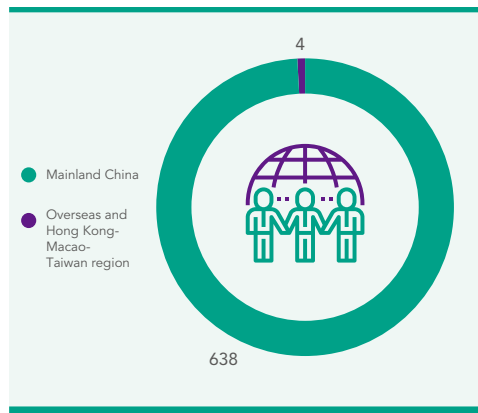 4
Mainland China
Overseas and
Hong Kong-
Macao-
Taiwan region
638